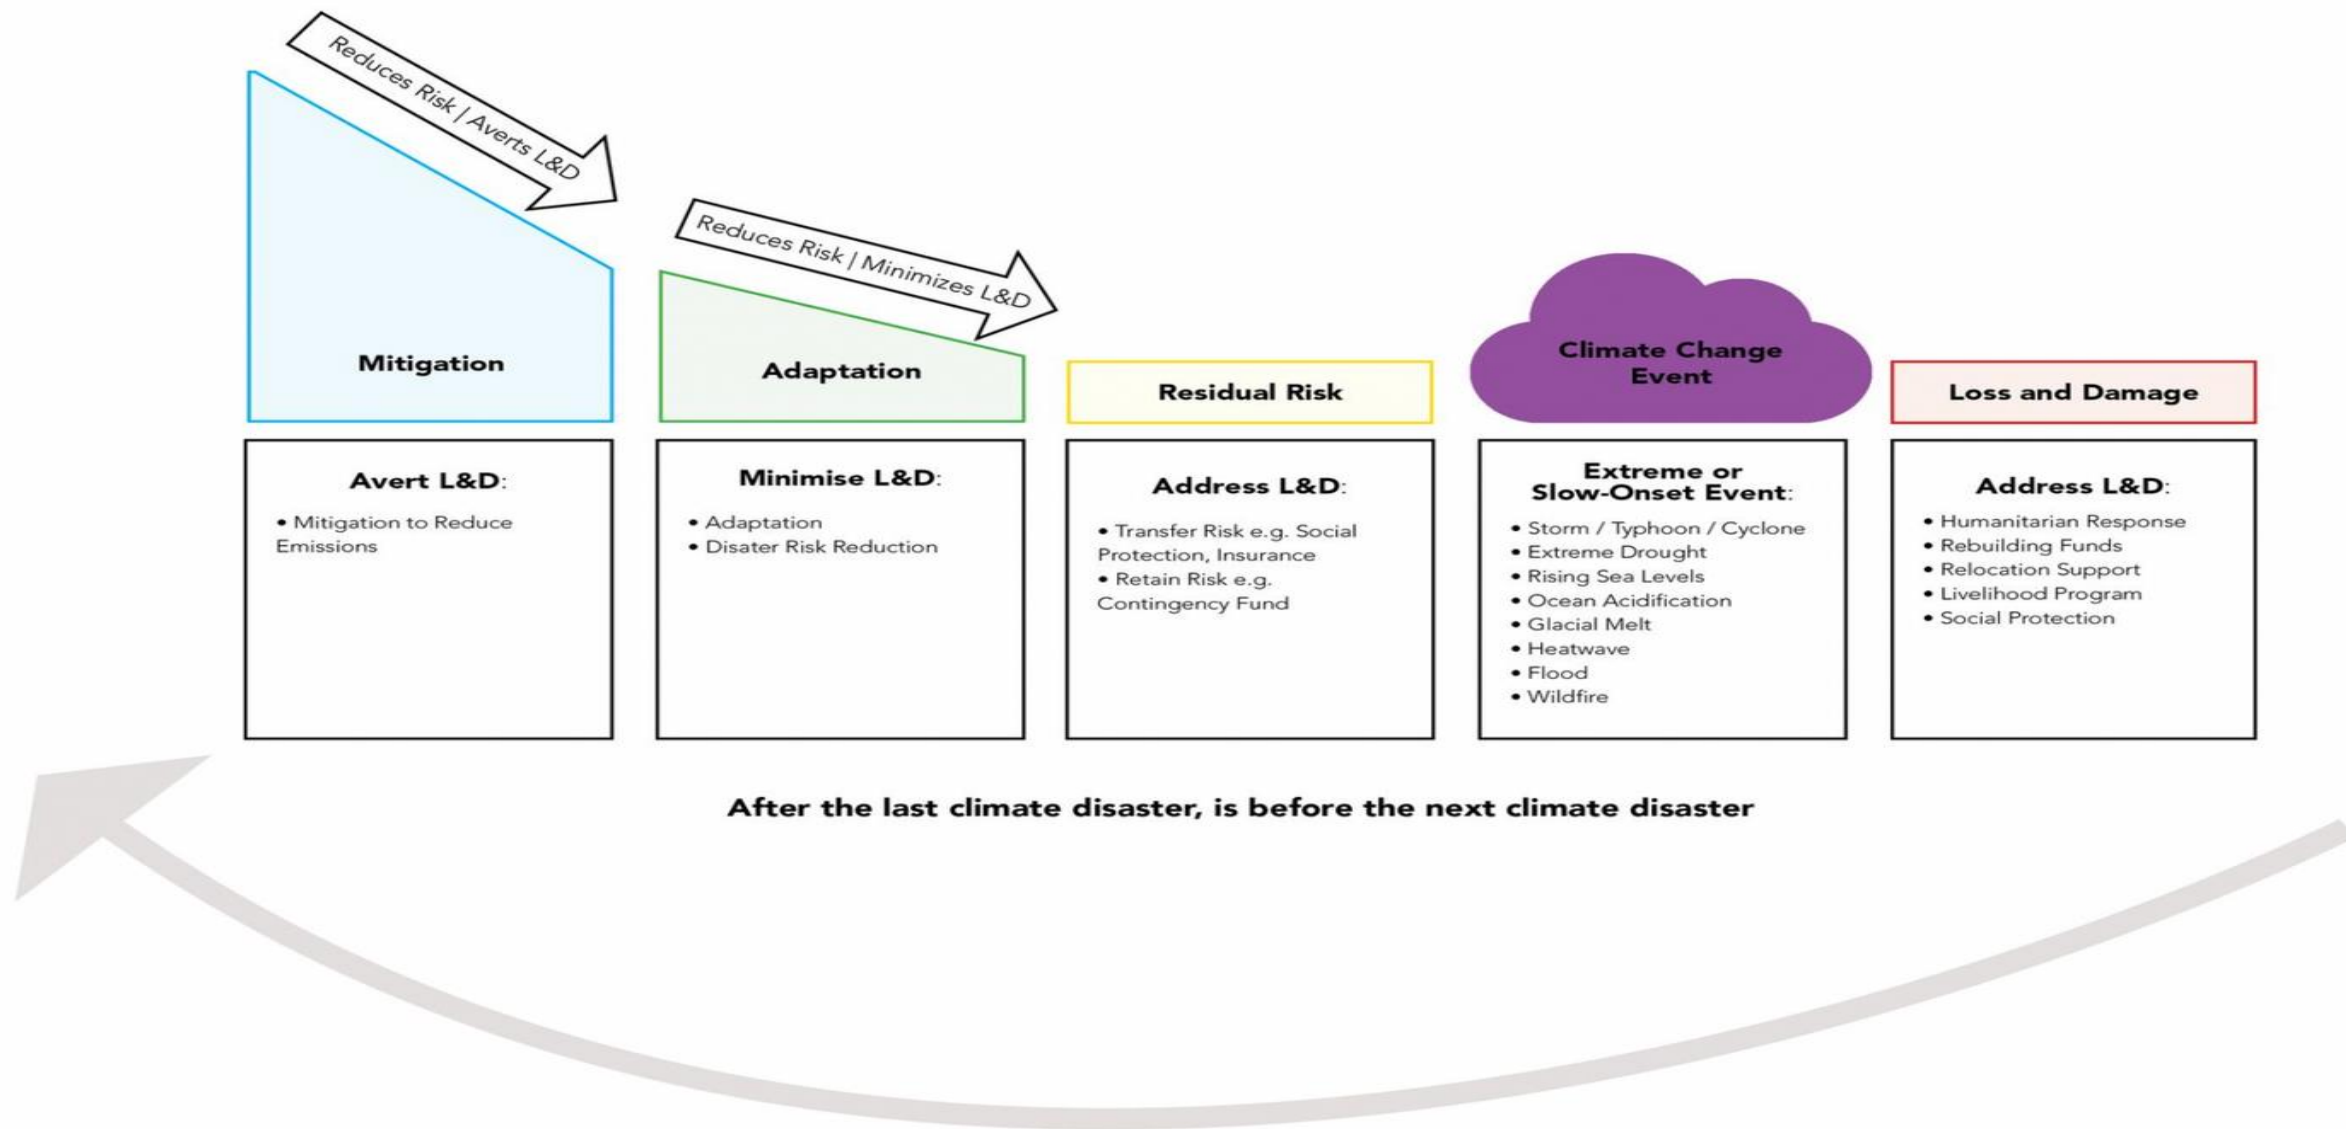 Reduces Risk | Averts L&D
Reduces Risk | Minimizes L&D
Mitigation
Adaptation
Residual Risk
Climate Change
Event
Loss and Damage
Avert L&D:
• Mitigation to Reduce
Emissions
Minimise L&D:
• Adaptation
• Disater Risk Reduction
Address L&D:
• Transfer Risk e.g. Social
Protection, Insurance
• Retain Risk e.g.
Contingency Fund
Extreme or
Slow-Onset Event:
• Storm / Typhoon / Cyclone
• Extreme Drought
• Rising Sea Levels
• Ocean Acidification
• Glacial Melt
• Heatwave
• Flood
• Wildfire
Address L&D:
• Humanitarian Response
• Rebuilding Funds
• Relocation Support
• Livelihood Program
• Social Protection
After the last climate disaster, is before the next climate disaster